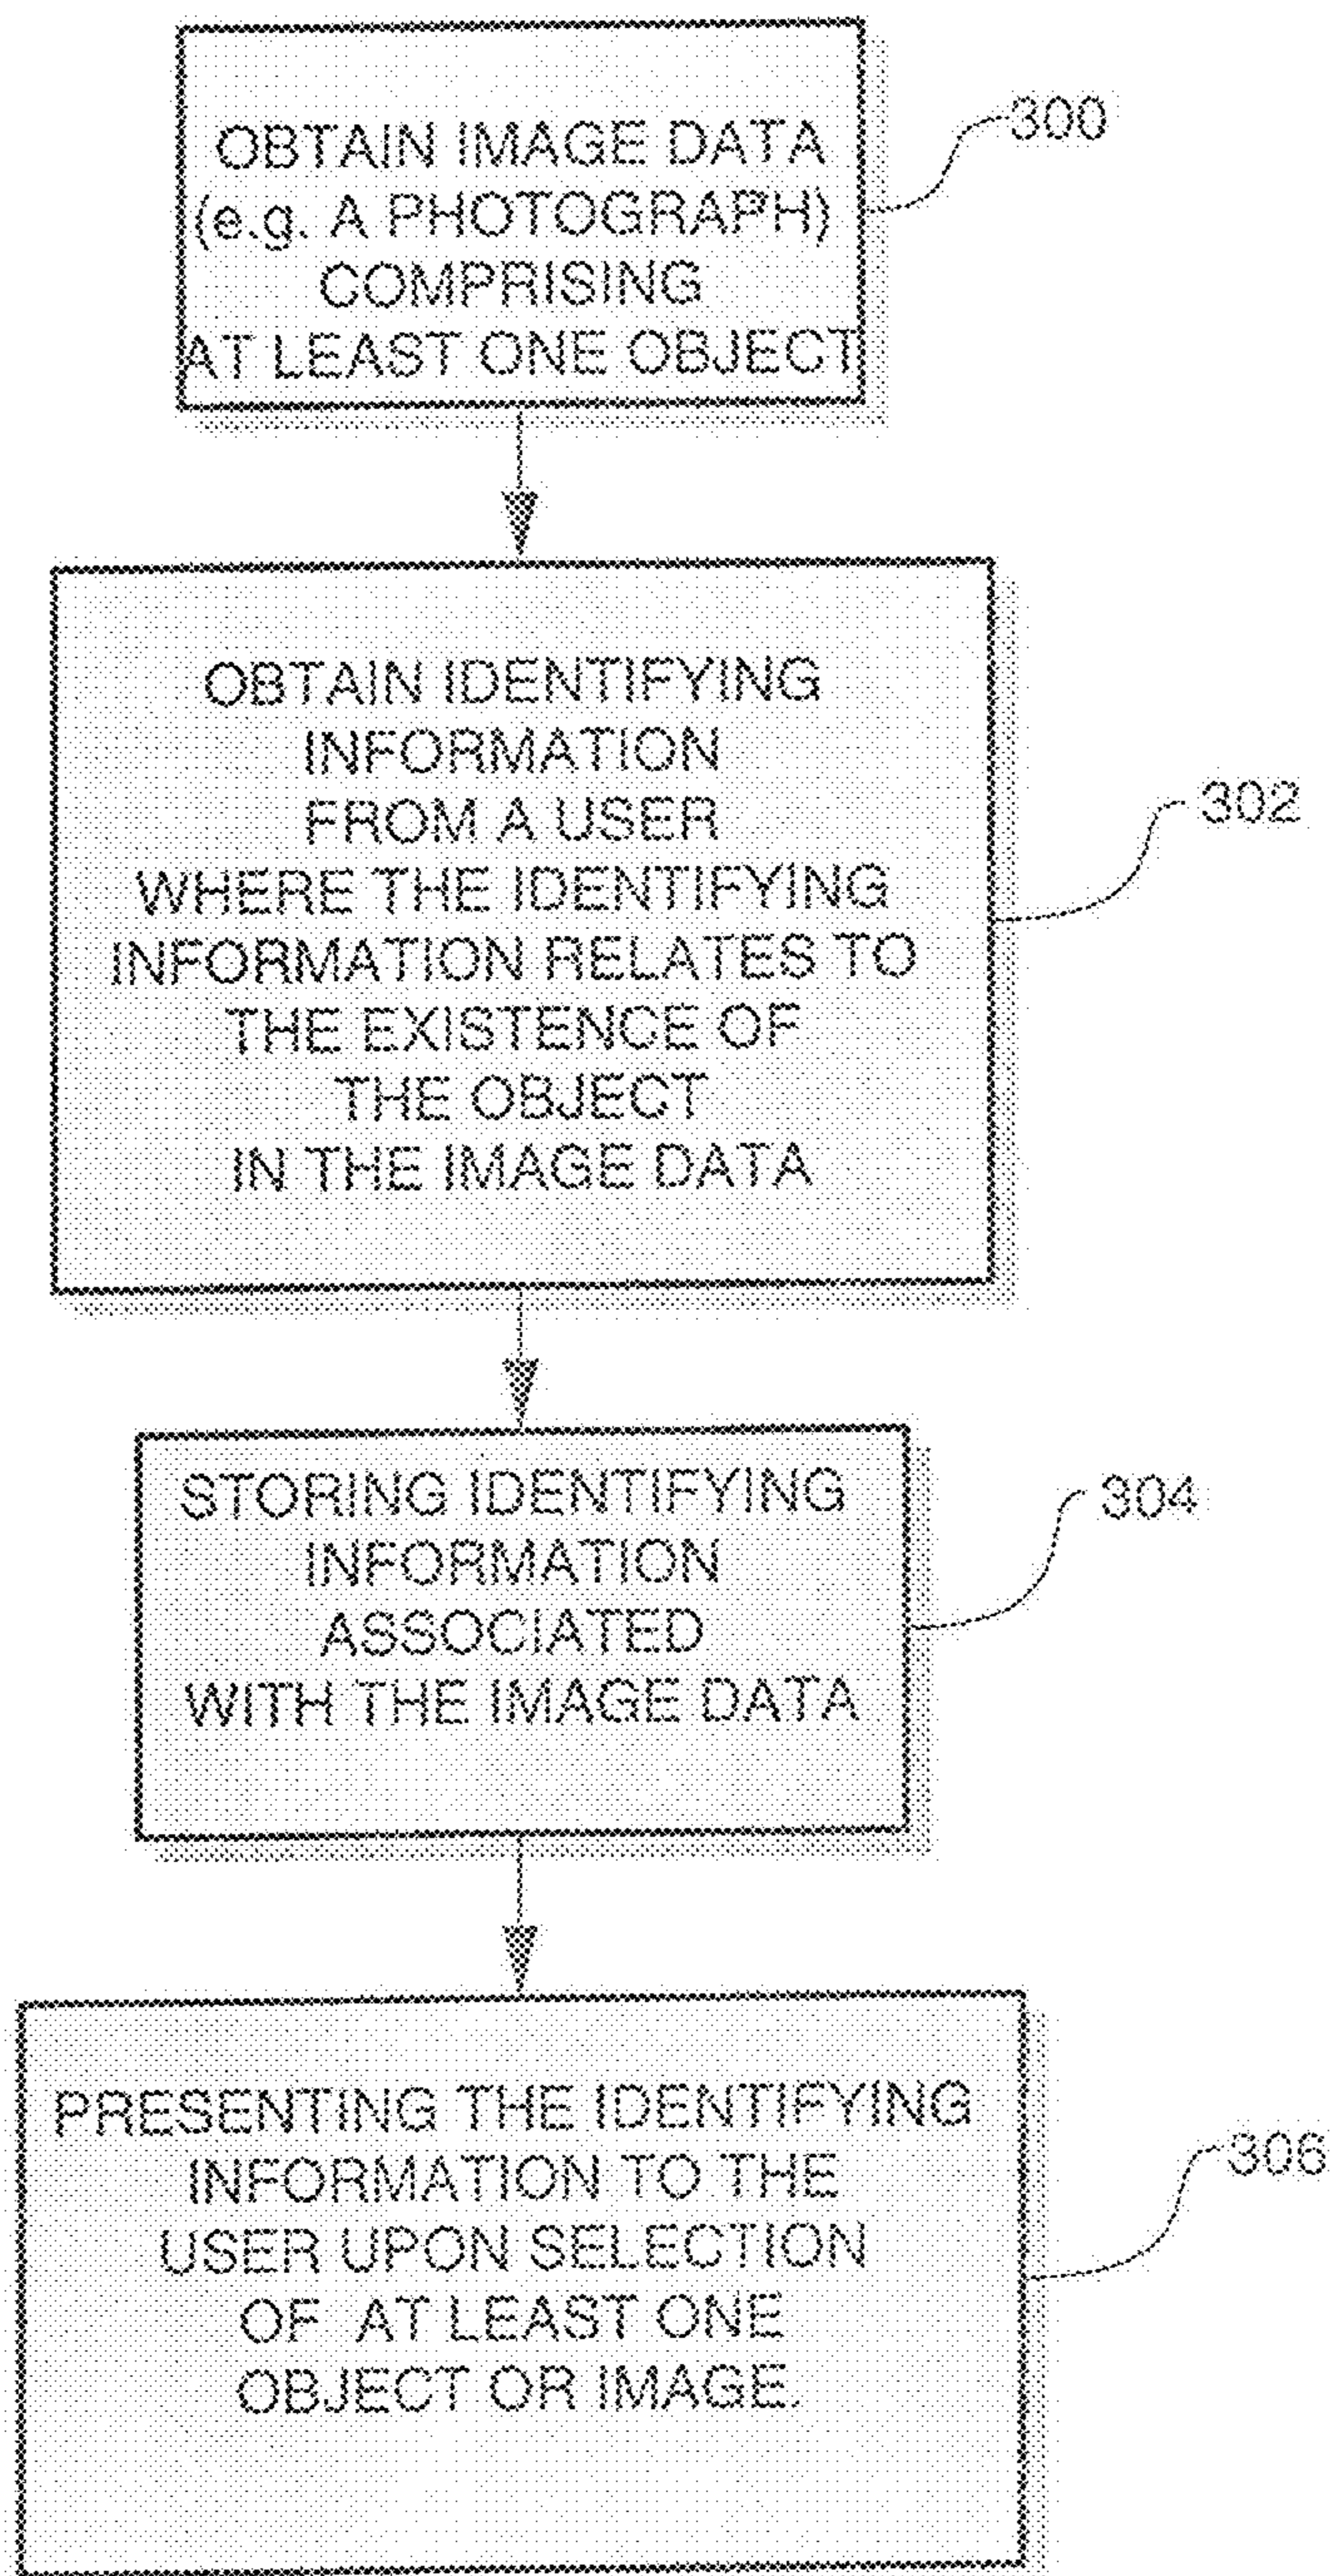 OBTAIN IMAGE DATA
(e.g. A PHOTOGRAPH)
COMPRISING
AT LEAST ONE OBJECT
300
OBTAIN IDENTIFYING
INFORMATION
FROM A USER
WHERE THE IDENTIFYING
INFORMATION RELATES TO
THE EXISTENCE OF
THE OBJECT
IN THE IMAGE DATA
302
STORING IDENTIFYING
INFORMATION
ASSOCIATED
WITH THE IMAGE DATA
304
PRESENTING THE IDENTIFYING
INFORMATION TO THE
USER UPON SELECTION
OF AT LEAST ONE
OBJECT OR IMAGE.
306